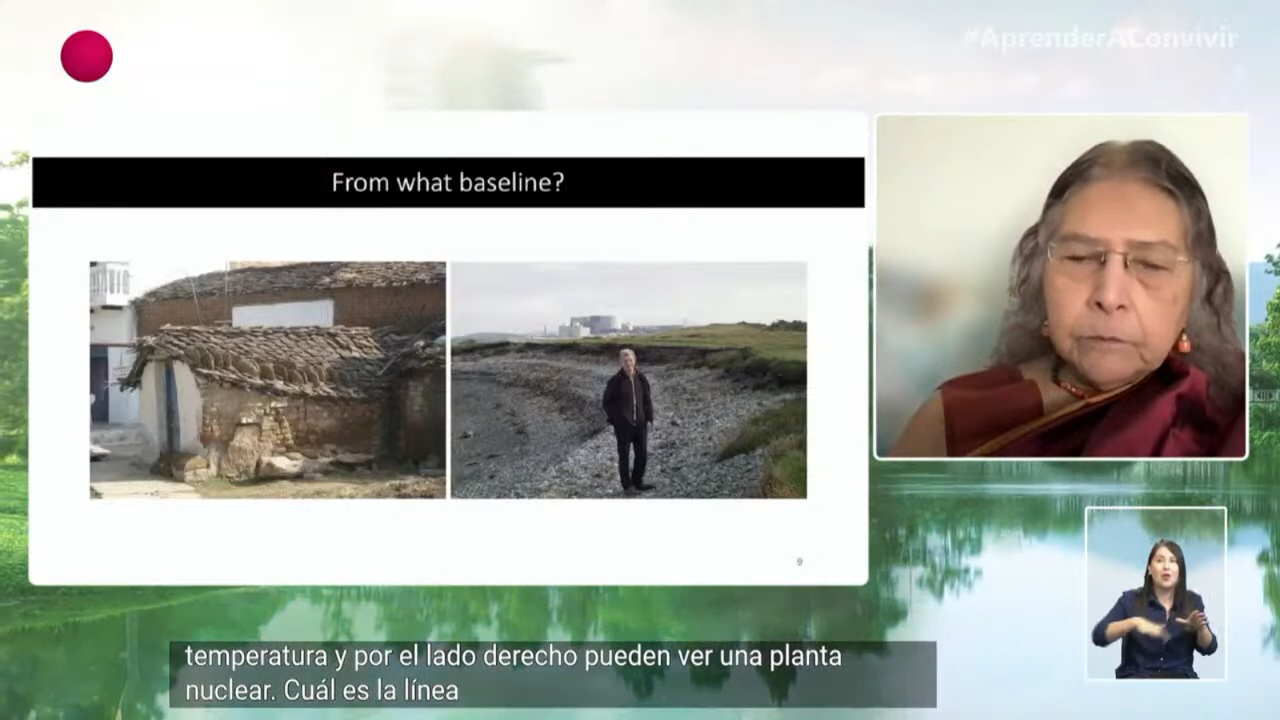 #AprenderAConvivir
From what baseline?
9
temperatura y por el lado derecho pueden ver una planta
nuclear. Cuál es la línea